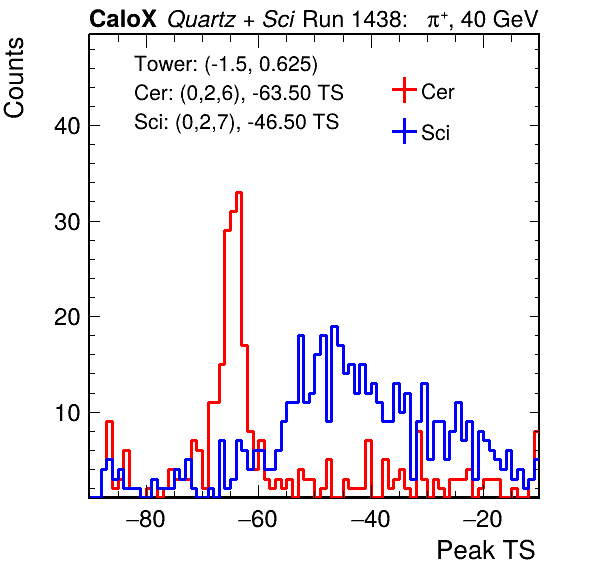 CaloX Quartz + Sci Run 1438: π⁺, 40 GeV
Counts
Tower: (-1.5, 0.625)
Cer: (0,2,6), -63.50 TS
Sci: (0,2,7), -46.50 TS
Cer
Sci
40
30
20
10
−80 −60 −40 −20
Peak TS